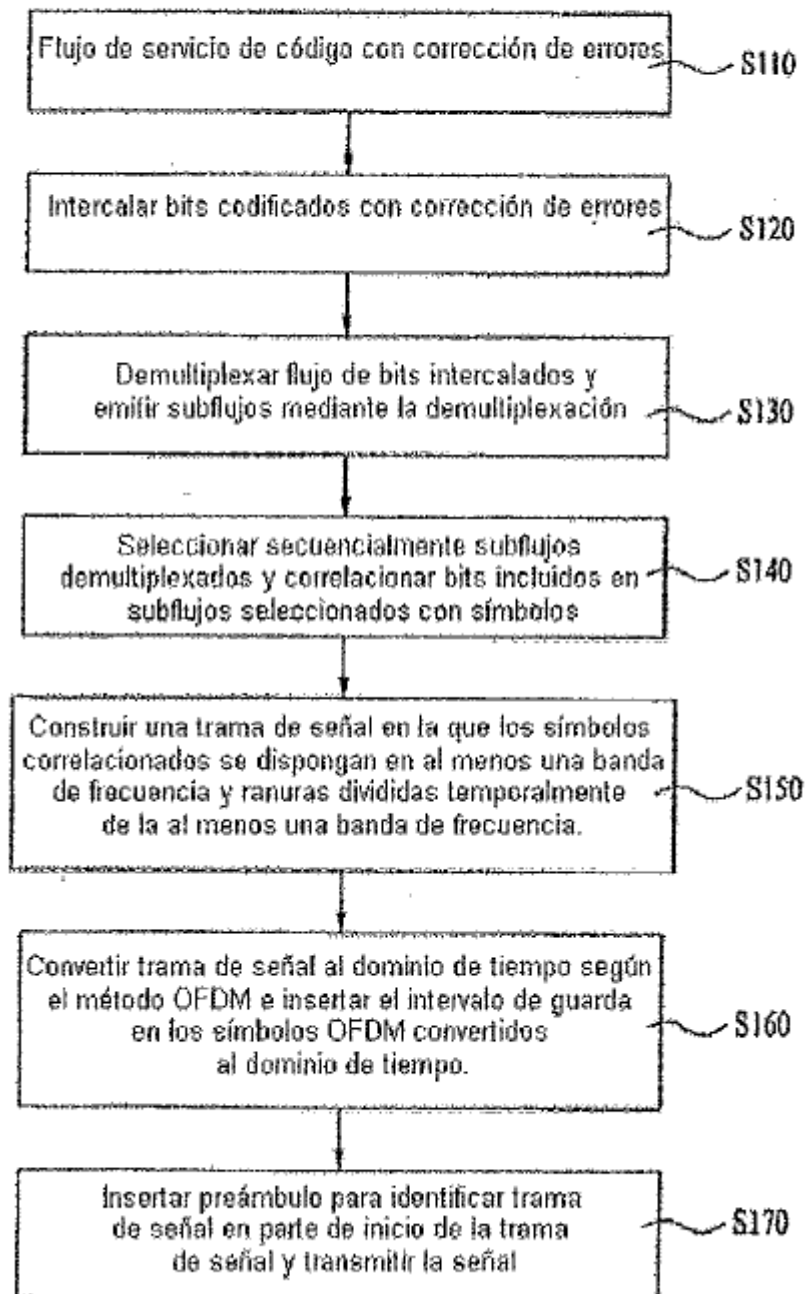 Flujo de servicio de código con corrección de errores
S110
Intercalar bits codificados con corrección de errores
S120
Demultiplexar flujo de bits intercalados y
emitir subflujos mediante la demultiplexación
S130
Seleccionar secuencialmente subflujos
demultiplexados y correlacionar bits incluidos en
subflujos seleccionados con símbolos
S140
Construir una trama de señal en la que los símbolos
correlacionados se dispongan en al menos una banda
de frecuencia y ranuras divididas temporalmente
de la al menos una banda de frecuencia.
S150
Convertir trama de señal al dominio de tiempo según
el método OFDM e insertar el intervalo de guarda
en los símbolos OFDM convertidos
al dominio de tiempo.
S160
Insertar preámbulo para identificar trama
de señal en parte de inicio de la trama
de señal y transmitir la señal
S170